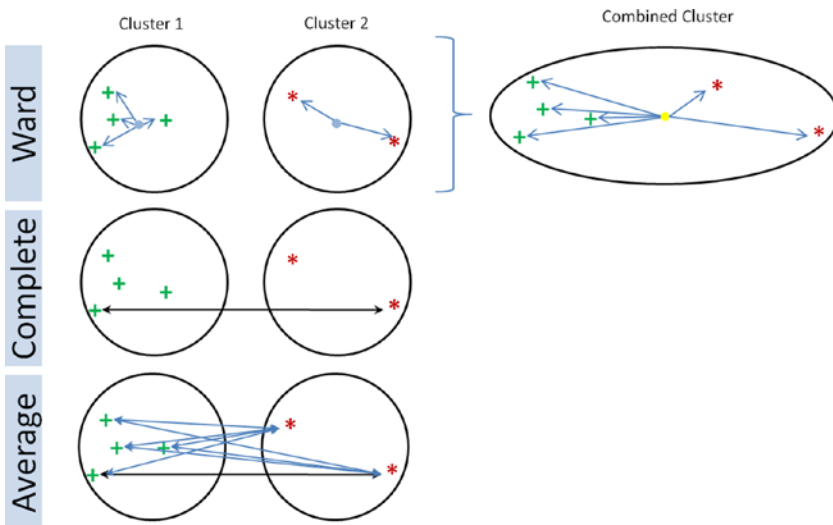 Cluster 1
Cluster 2
Combined Cluster
Ward
Complete
Average